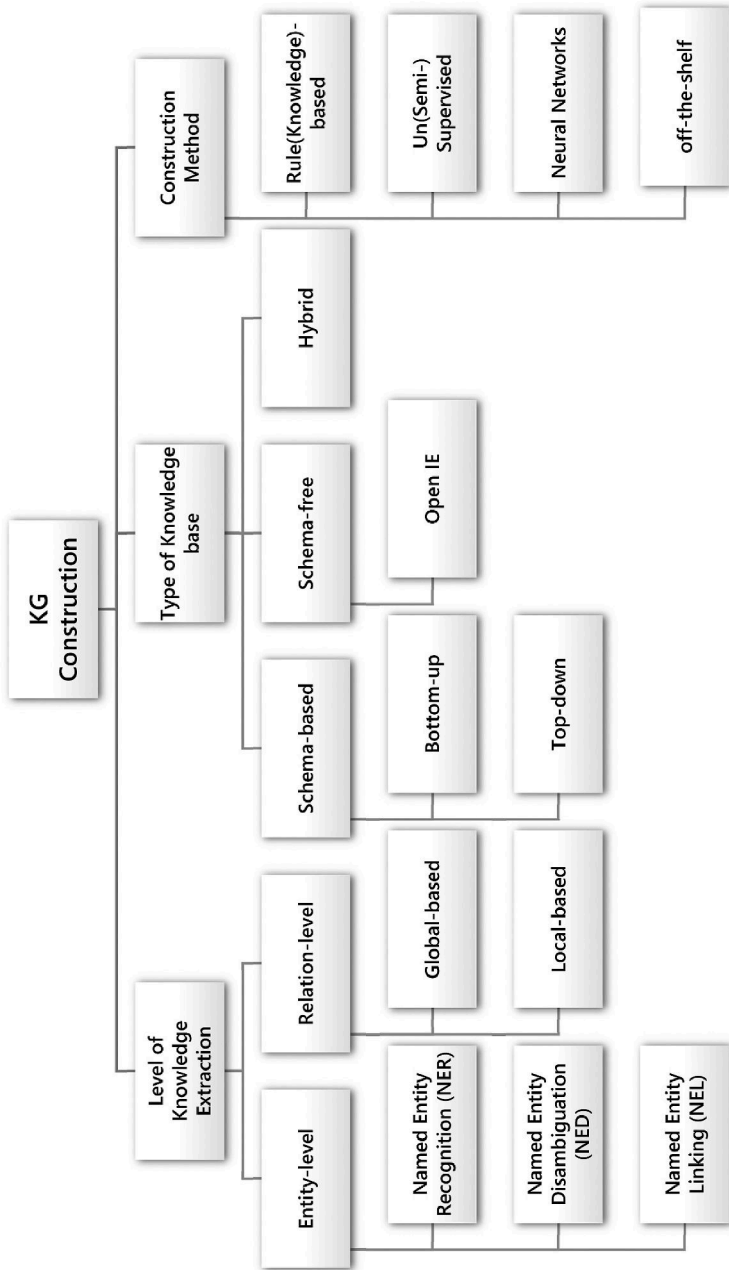 KG
Construction
Level of
Knowledge
Extraction
Type of Knowledge
base
Construction
Method
Entity-level
Relation-level
Schema-based
Schema-free
Hybrid
Rule(Knowledge)-
based
Named Entity
Recognition (NER)
Global-based
Bottom-up
Open IE
Un(Semi-)
Supervised
Named Entity
Disambiguation
(NED)
Local-based
Top-down
Neural Networks
Named Entity
Linking (NEL)
off-the-shelf